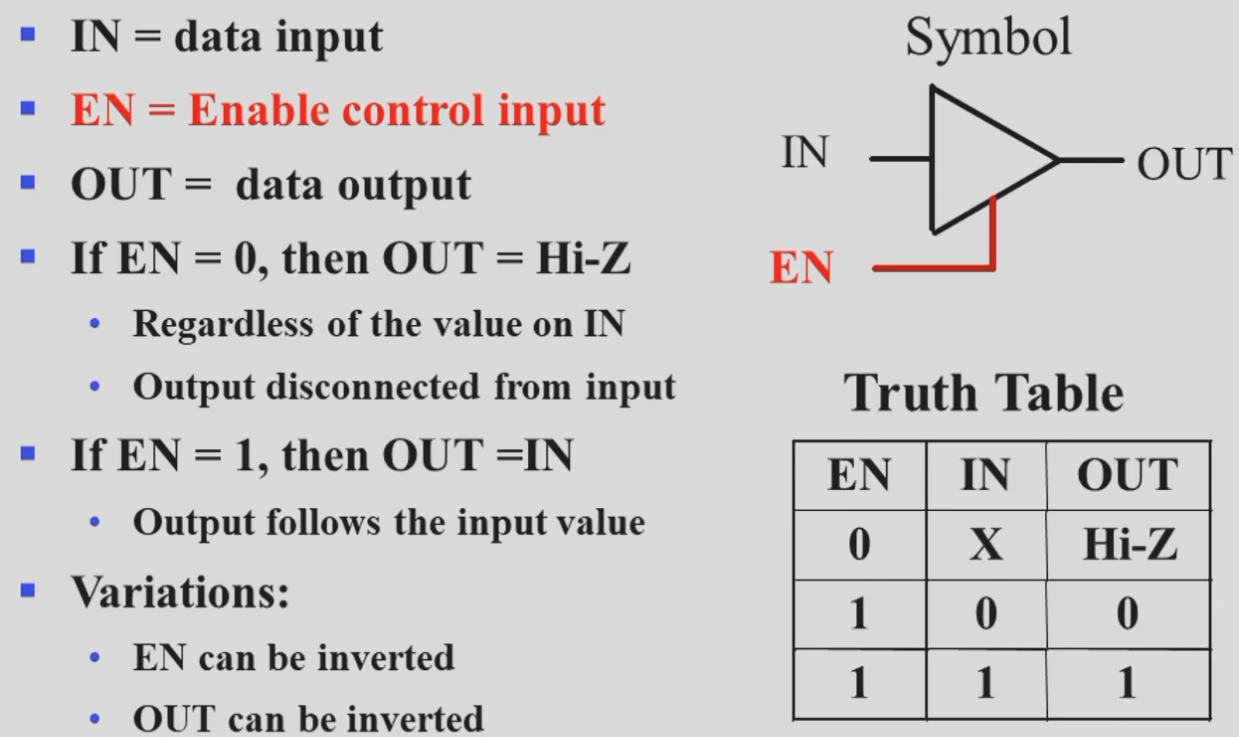 IN = data input
EN = Enable control input
OUT = data output
If EN = 0, then OUT = Hi-Z
Regardless of the value on IN
Output disconnected from input
If EN = 1, then OUT =IN
Output follows the input value
Variations:
EN can be inverted
OUT can be inverted
Symbol
IN
OUT
EN
Truth Table
EN IN OUT
0 X Hi-Z
1 0 0
1 1 1